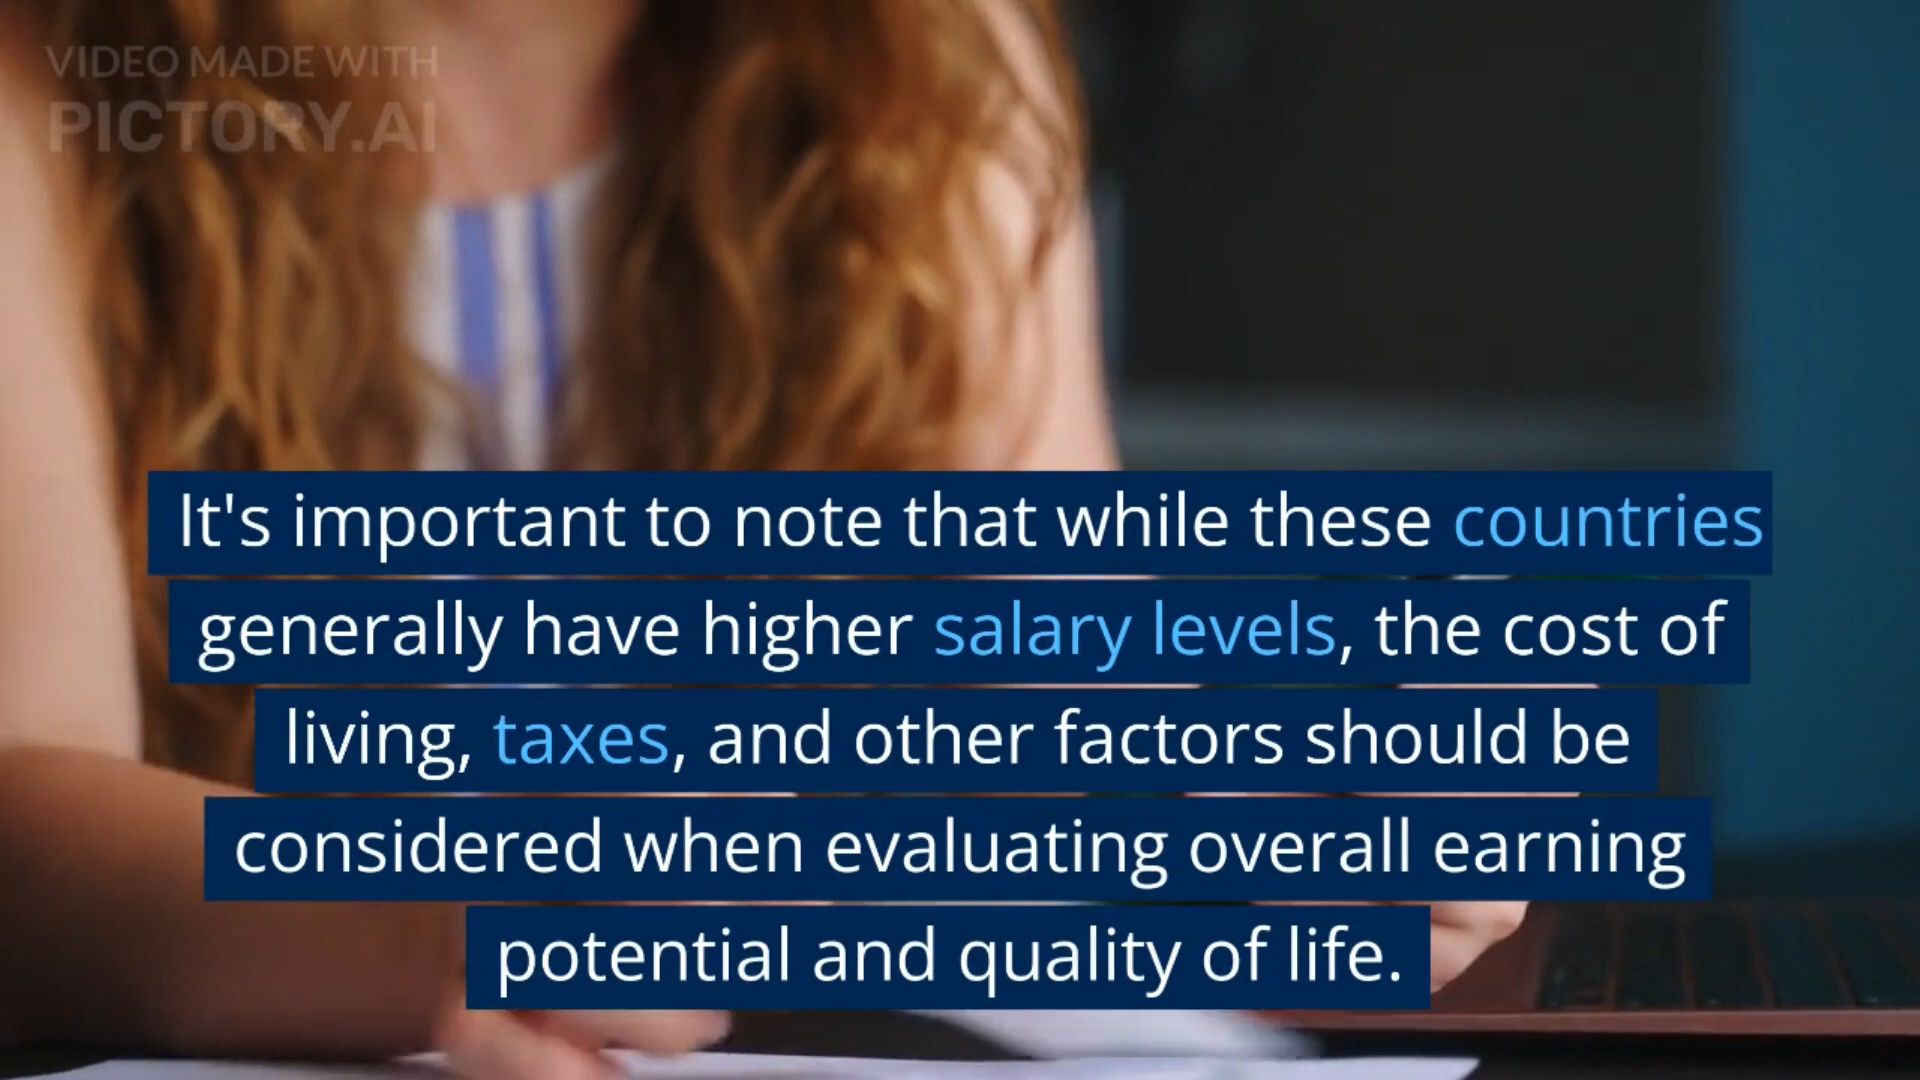 VIDEO MADE WITH
PICTORY.AI
It's important to note that while these countries
generally have higher salary levels, the cost of
living, taxes, and other factors should be
considered when evaluating overall earning
potential and quality of life.